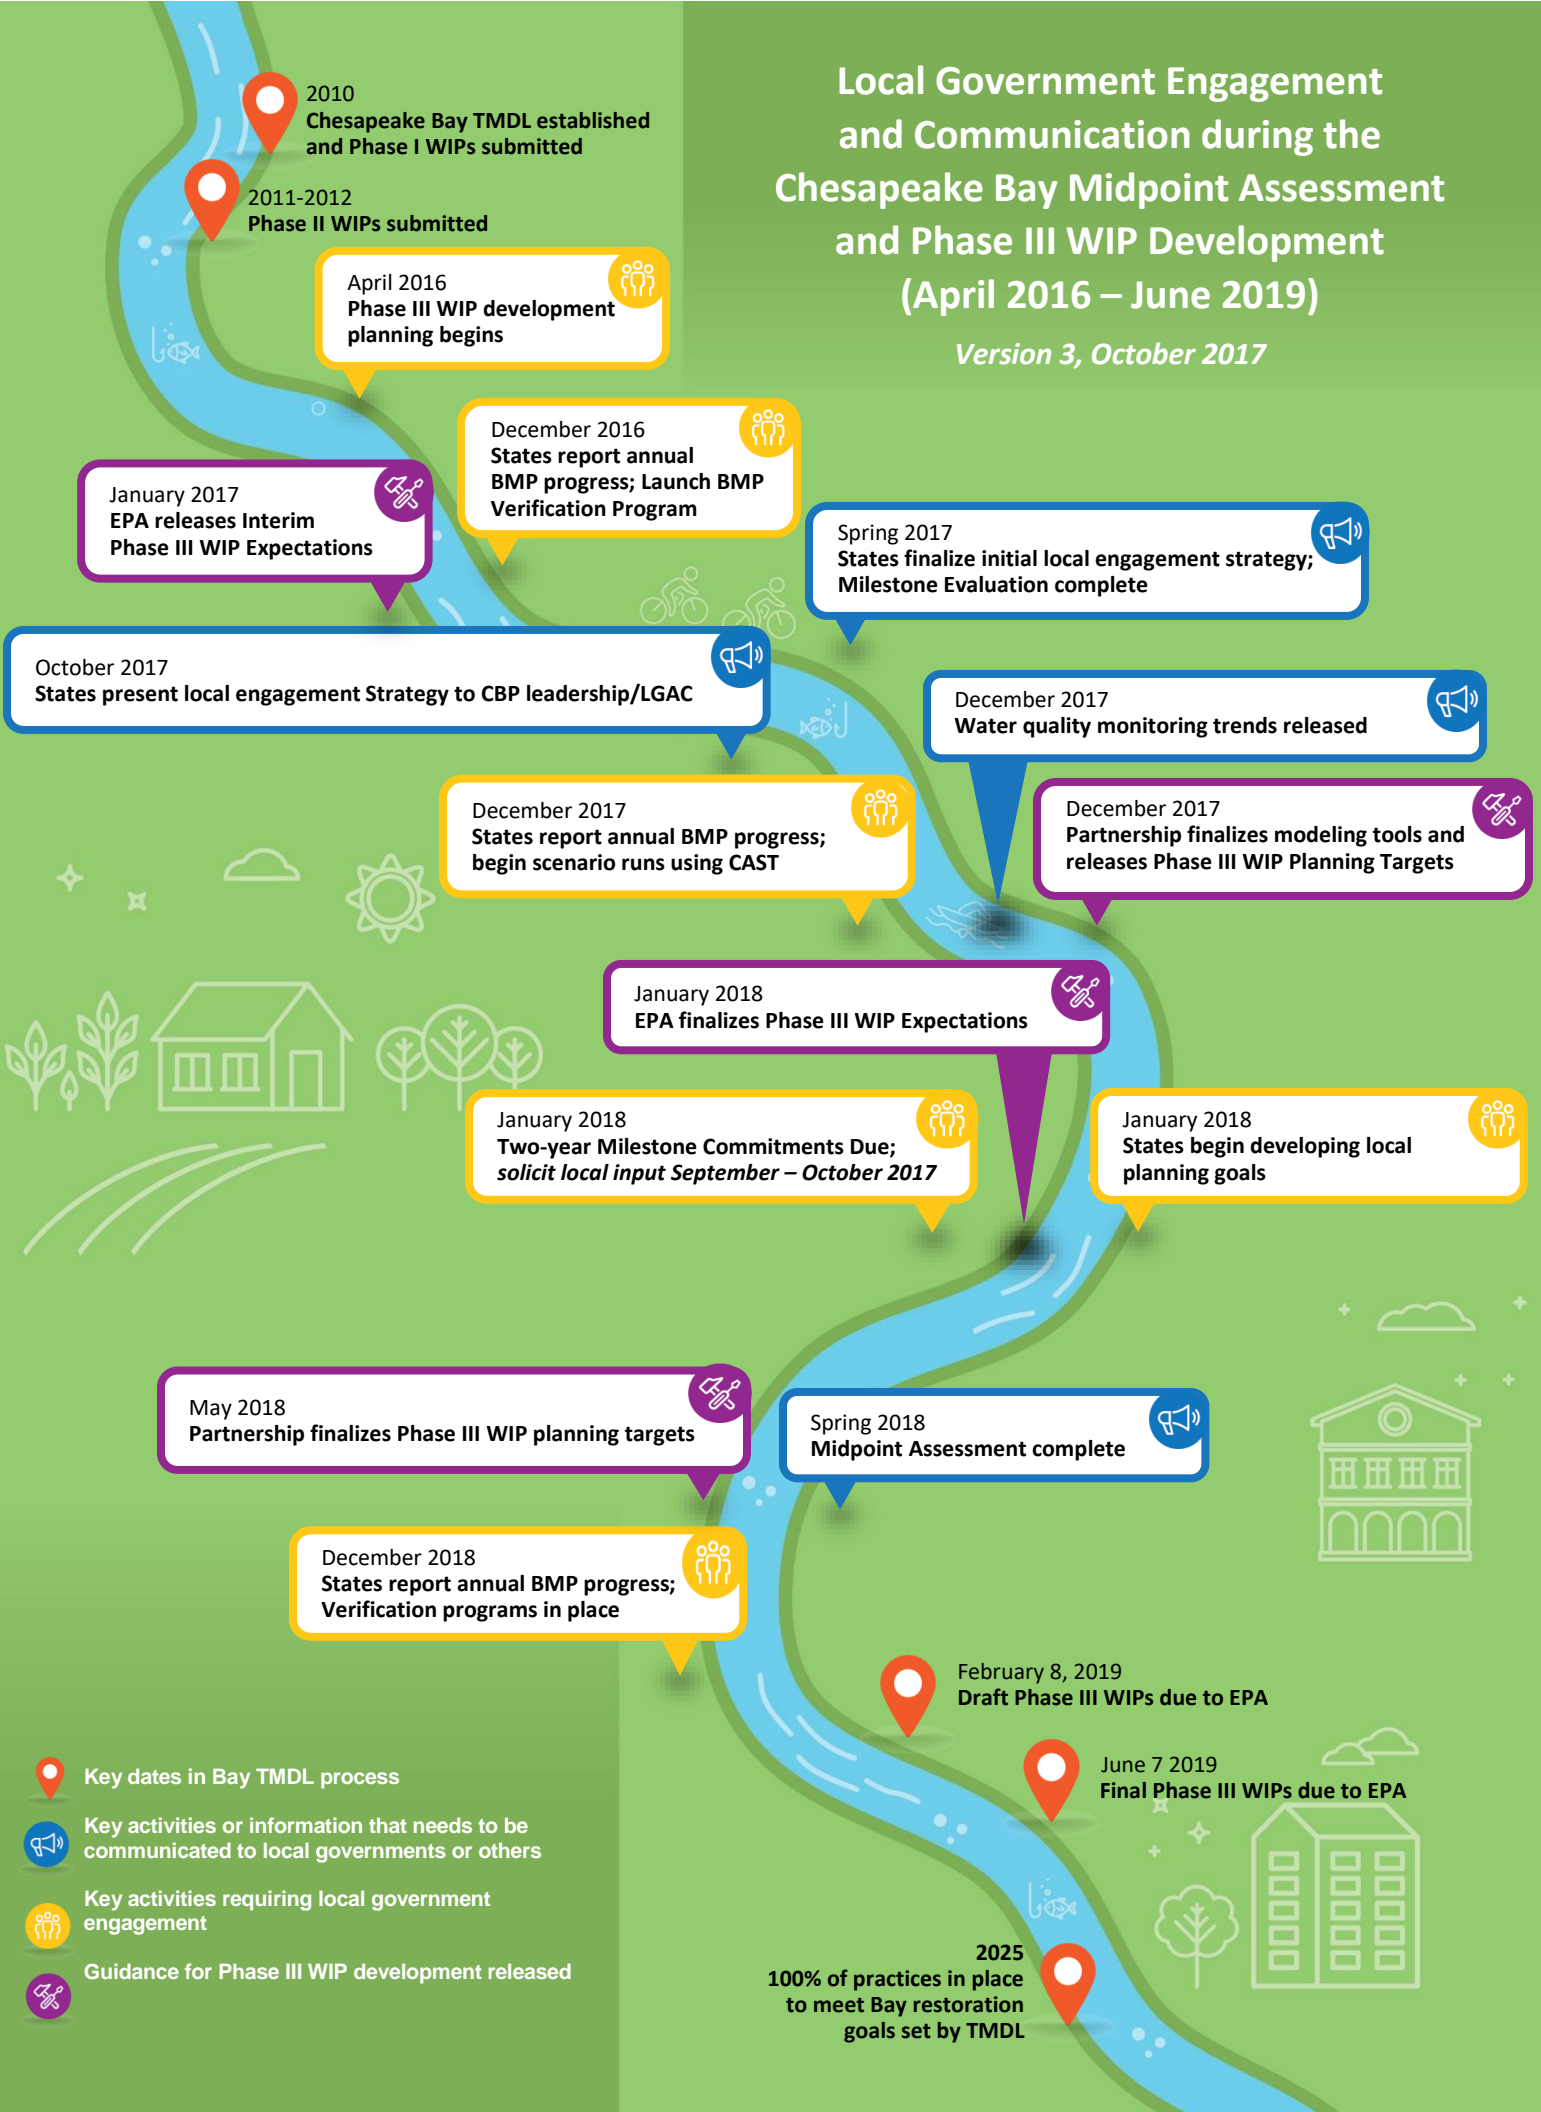 Local Government Engagement
and Communication during the
Chesapeake Bay Midpoint Assessment
and Phase III WIP Development
(April 2016 – June 2019)
Version 3, October 2017
2010
Chesapeake Bay TMDL established
and Phase I WIPs submitted
2011-2012
Phase II WIPs submitted
April 2016
Phase III WIP development
planning begins
December 2016
States report annual
BMP progress; Launch BMP
Verification Program
January 2017
EPA releases Interim
Phase III WIP Expectations
Spring 2017
States finalize initial local engagement strategy;
Milestone Evaluation complete
October 2017
States present local engagement Strategy to CBP leadership/LGAC
December 2017
Water quality monitoring trends released
December 2017
States report annual BMP progress;
begin scenario runs using CAST
December 2017
Partnership finalizes modeling tools and
releases Phase III WIP Planning Targets
January 2018
EPA finalizes Phase III WIP Expectations
January 2018
Two-year Milestone Commitments Due;
solicit local input September – October 2017
January 2018
States begin developing local
planning goals
May 2018
Partnership finalizes Phase III WIP planning targets
Spring 2018
Midpoint Assessment complete
December 2018
States report annual BMP progress;
Verification programs in place
February 8, 2019
Draft Phase III WIPs due to EPA
June 7 2019
Final Phase III WIPs due to EPA
2025
100% of practices in place
to meet Bay restoration
goals set by TMDL
Key dates in Bay TMDL process
Key activities or information that needs to be
communicated to local governments or others
Key activities requiring local government
engagement
Guidance for Phase III WIP development released